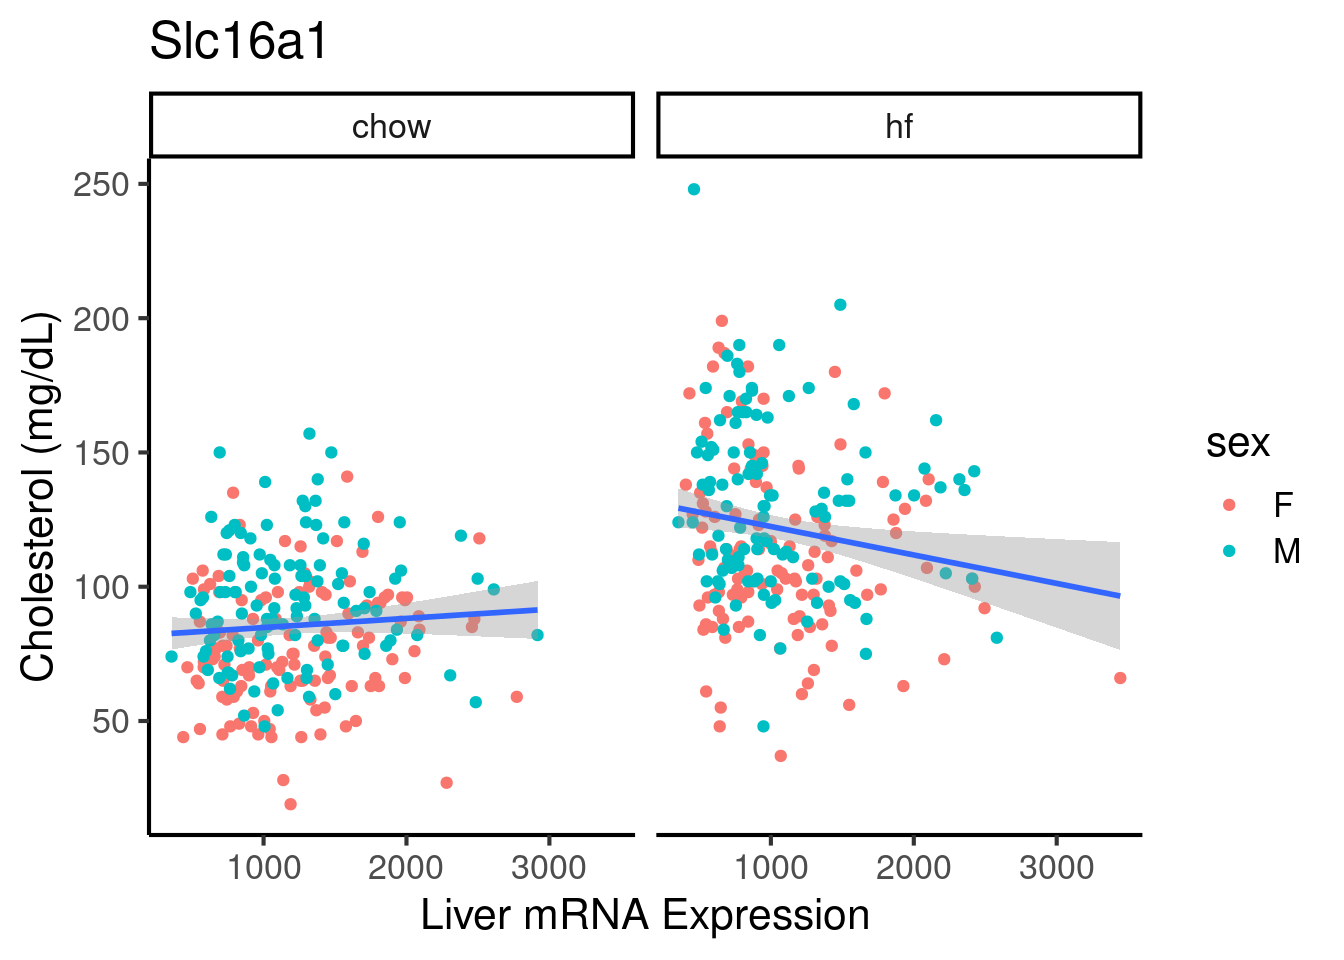 Slc16a1
chow
hf
250
200
150
100
50
Cholesterol (mg/dL)
1000 2000 3000
1000 2000 3000
Liver mRNA Expression
sex
F
M